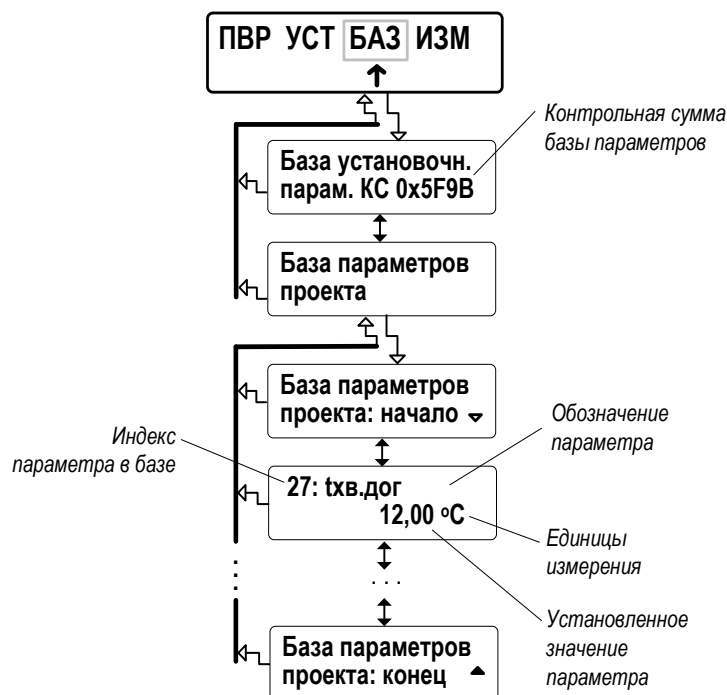 ПВР УСТ БАЗ ИЗМ
Контрольная сумма
базы параметров
База установочн.
парам. КС 0x5F9B
База параметров
проекта
База параметров
проекта: начало
Индекс
параметра в базе
Обозначение
параметра
27: tхв.дог
12,00 ᵒC
Единицы
измерения
Установленное
значение
параметра
База параметров
проекта: конец